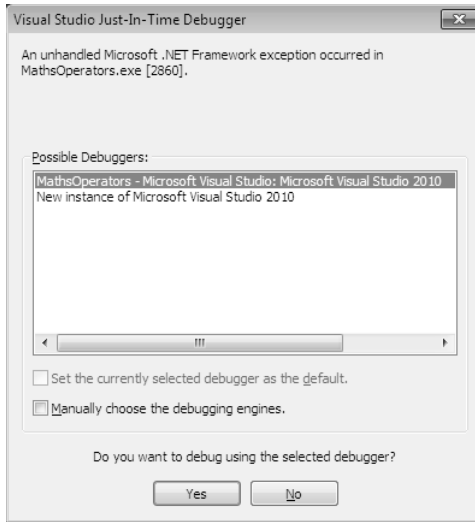 Visual Studio Just-In-Time Debugger
An unhandled Microsoft .NET Framework exception occurred in
MathsOperators.exe [2860].
Possible Debuggers:
MathsOperators - Microsoft Visual Studio: Microsoft Visual Studio 2010
New instance of Microsoft Visual Studio 2010
Set the currently selected debugger as the default.
Manually choose the debugging engines.
Do you want to debug using the selected debugger?
Yes
No